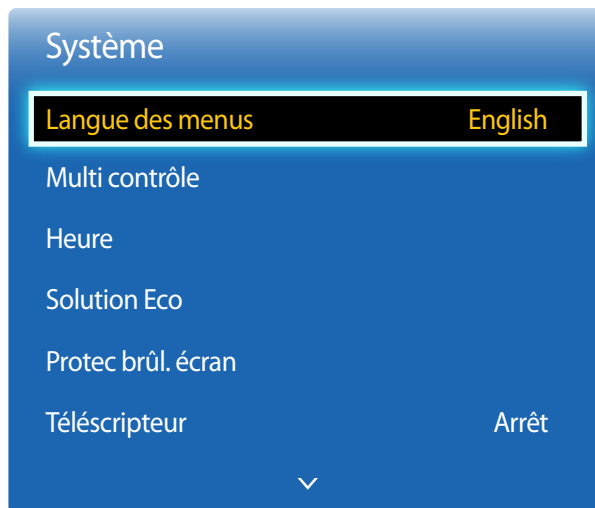 Système
Langue des menus English
Multi contrôle
Heure
Solution Eco
Protec brûl. écran
Téléscripteur Arrêt